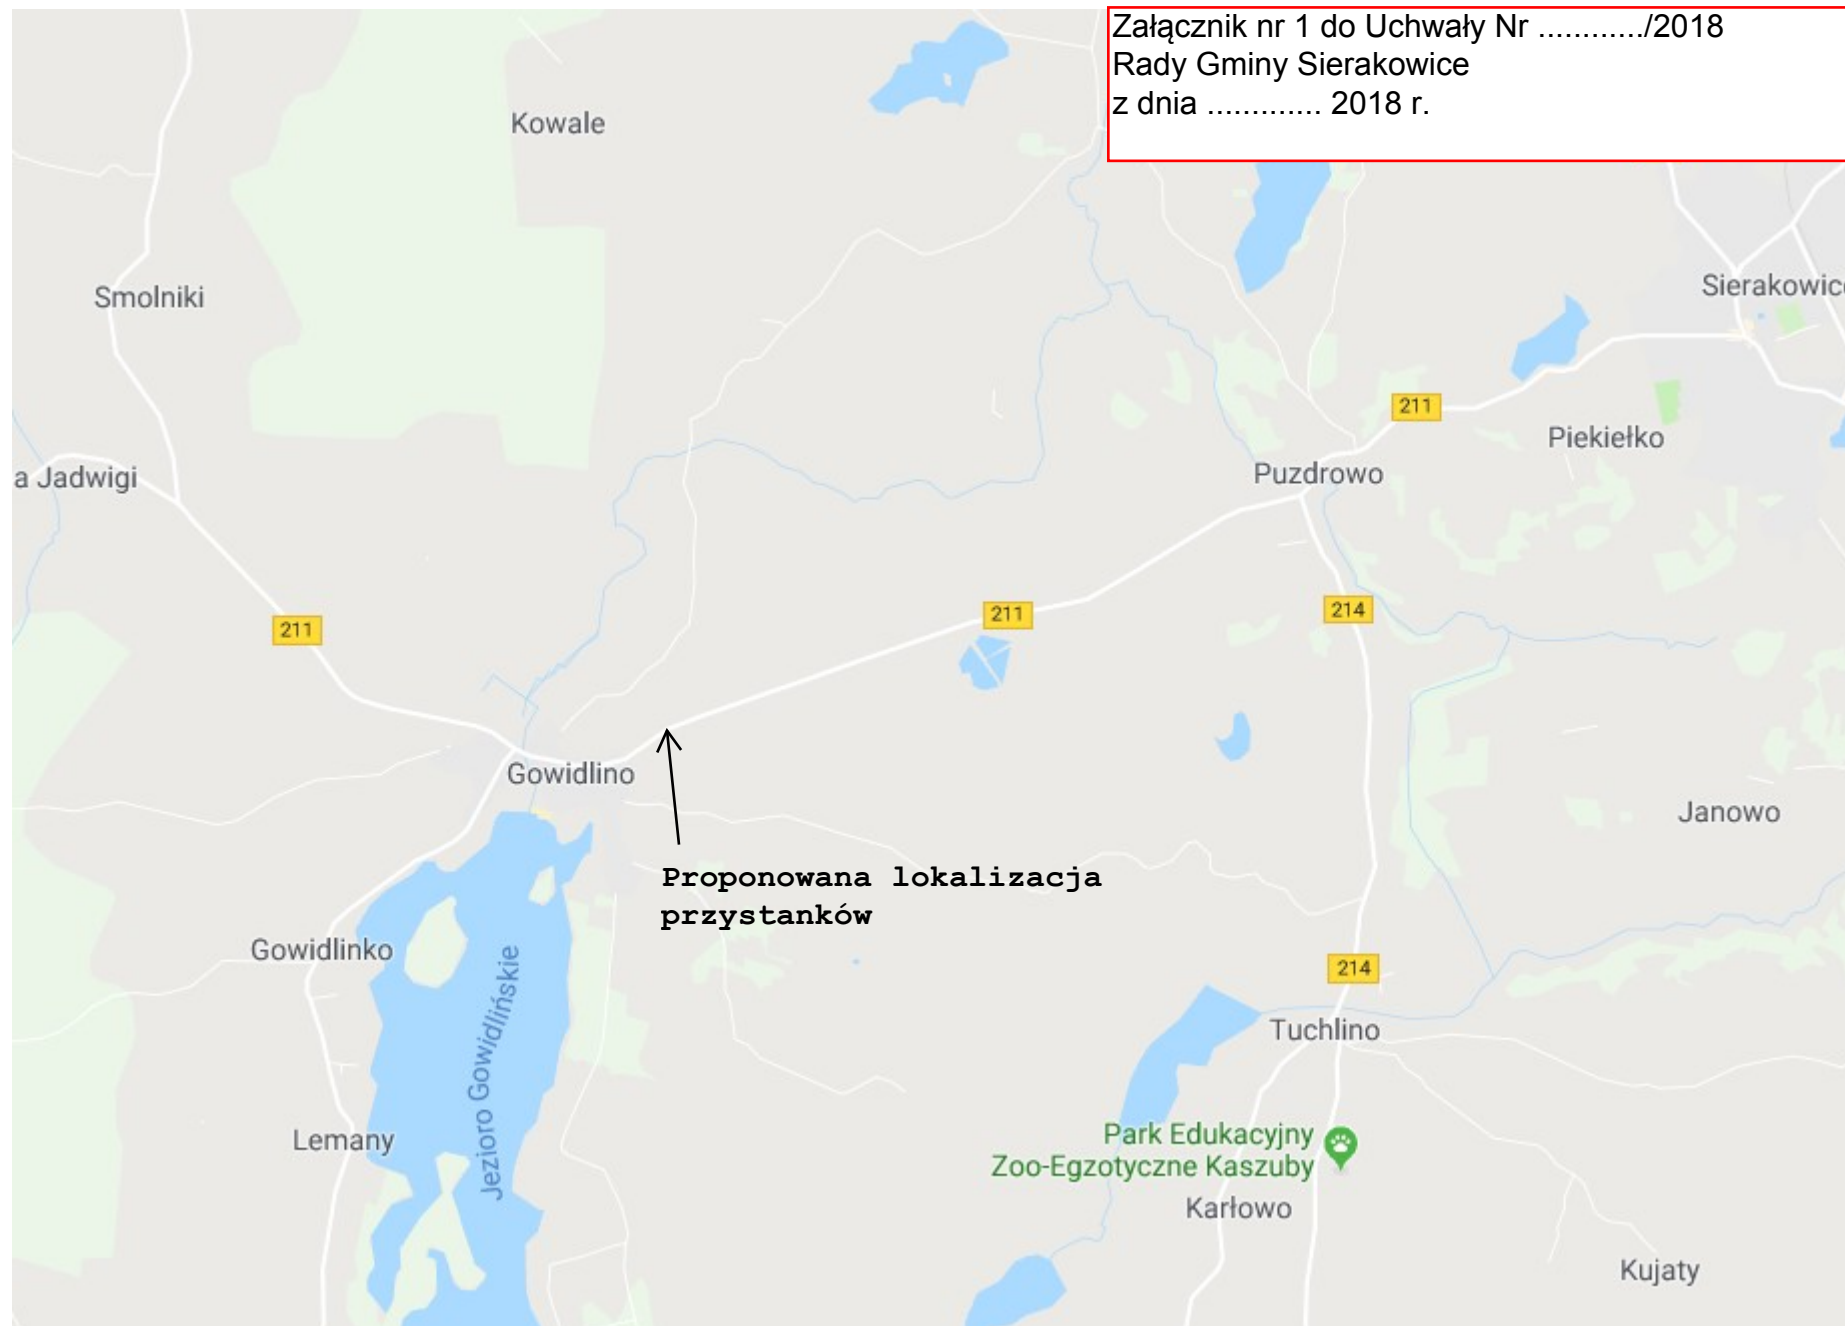 Załącznik nr 1 do Uchwały Nr ............/2018
Rady Gminy Sierakowice
z dnia ............. 2018 r.
Kowale
Smolniki
Sierakowic
211
Piekiełko
a Jadwigi
Puzdrowo
211
214
211
Gowidlino
Janowo
Proponowana lokalizacja
przystanków
Gowidlinko
214
Jezioro Gowidlińskie
Tuchlino
Lemany
Park Edukacyjny
Zoo-Egzotyczne Kaszuby
Karłowo
Kujaty